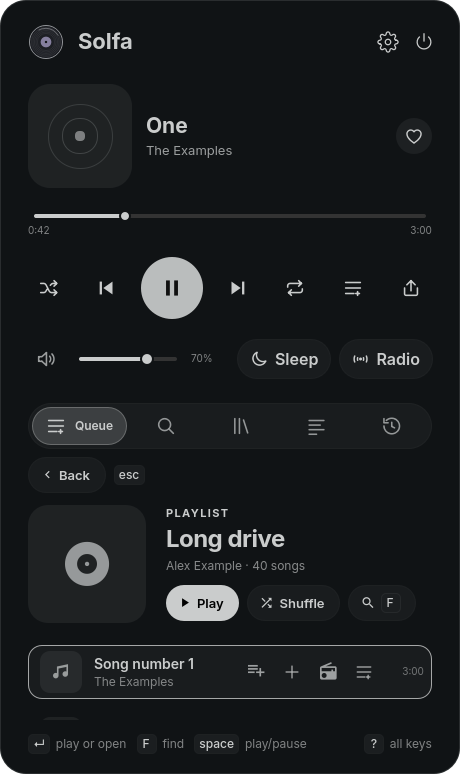 Solfa
One
The Examples
0:42 3:00
70% Sleep Radio
Queue
Back esc
PLAYLIST
Long drive
Alex Example · 40 songs
Play Shuffle F
Song number 1
The Examples
3:00
play or open F find space play/pause ? all keys